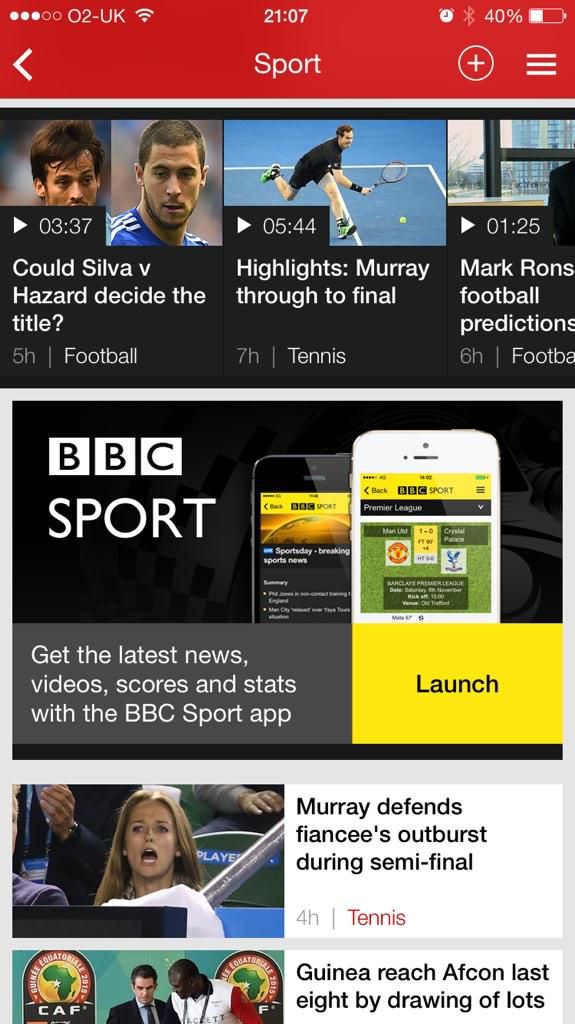 O2-UK 21:07 40%
Sport
03:37
Could Silva v
Hazard decide the
title?
5h | Football
05:44
Highlights: Murray
through to final
7h | Tennis
01:25
Mark Rons
football
predictions
6h | Footba
BBC
SPORT
Back BBC SPORT
LIVE Sportsday - breaking
sports news
Summary
Phil Jones in non-contact training f
England
Man City 'relaxed' over Yaya Toure
situation
14:02
Back BBC SPORT
Premier League
Man Utd 1-0 Crystal
Palace
FT 90'
+4
HT 0-0
BARCLAYS PREMIER LEAGUE
Date: Saturday, 8th November
Kick off: 15:00
Venue: Old Trafford
Mata 67'
Get the latest news,
videos, scores and stats
with the BBC Sport app
Launch
PLAYE
Murray defends
fiancee's outburst
during semi-final
4h | Tennis
GUINÉE ÉQUATORIALE 2015
CAF
HACKETT
Guinea reach Afcon last
eight by drawing of lots